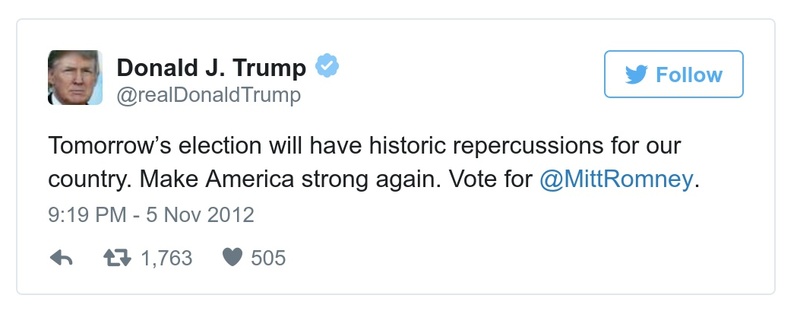 Donald J. Trump
@realDonaldTrump
Follow
Tomorrow’s election will have historic repercussions for our
country. Make America strong again. Vote for @MittRomney.
9:19 PM - 5 Nov 2012
1,763 505